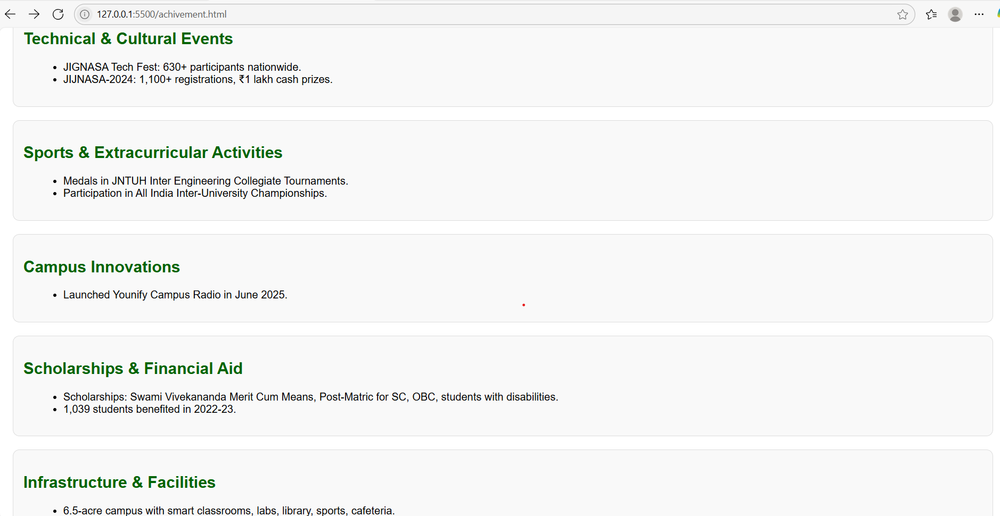 127.0.0.1:5500/achivement.html
Technical & Cultural Events
• JIGNASA Tech Fest: 630+ participants nationwide.
• JIJNASA-2024: 1,100+ registrations, ₹1 lakh cash prizes.
Sports & Extracurricular Activities
• Medals in JNTUH Inter Engineering Collegiate Tournaments.
• Participation in All India Inter-University Championships.
Campus Innovations
• Launched Younify Campus Radio in June 2025.
Scholarships & Financial Aid
• Scholarships: Swami Vivekananda Merit Cum Means, Post-Matric for SC, OBC, students with disabilities.
• 1,039 students benefited in 2022-23.
Infrastructure & Facilities
• 6.5-acre campus with smart classrooms, labs, library, sports, cafeteria.